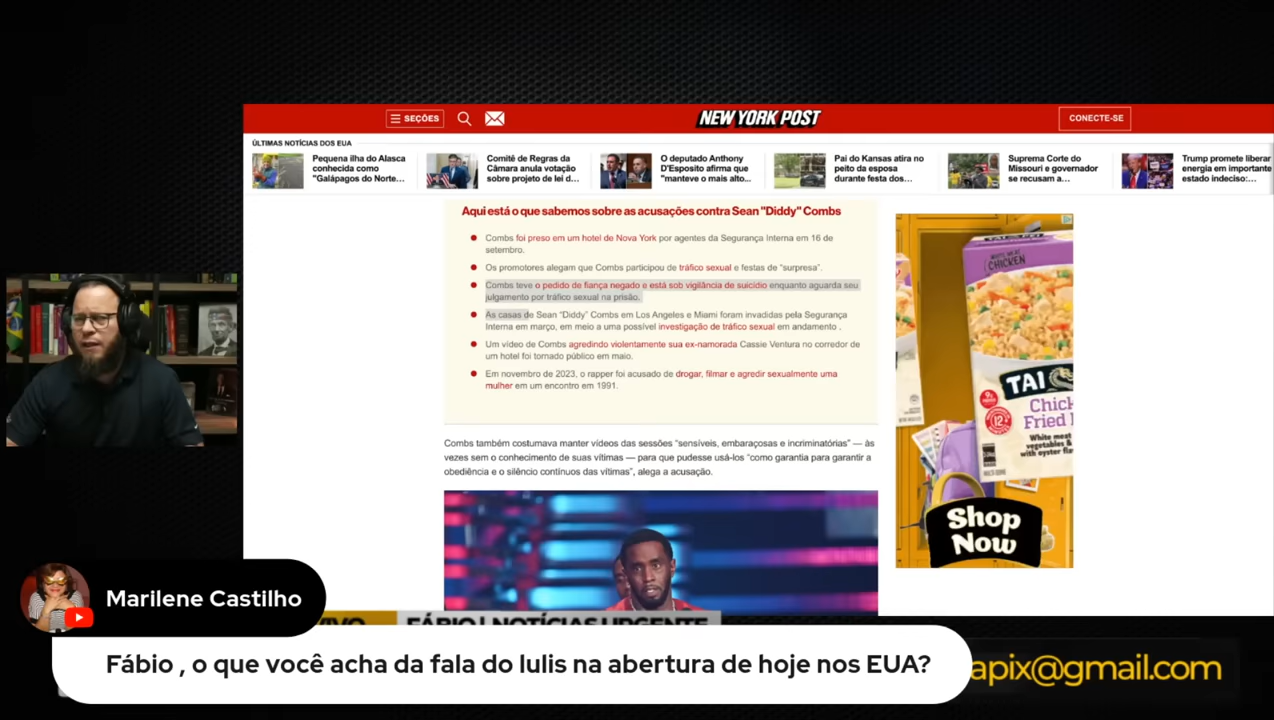 SEÇÕES
NEW YORK POST
CONECTE-SE
ÚLTIMAS NOTÍCIAS DOS EUA
Pequena ilha do Alasca
conhecida como
"Galápagos do Norte...
Comitê de Regras da
Câmara anula votação
sobre projeto de lei d...
O deputado Anthony
D'Esposito afirma que
"manteve o mais alto...
Pai do Kansas atira no
peito da esposa
durante festa dos...
Suprema Corte do
Missouri e governador
se recusam a...
Trump promete liberar
energia em importante
estado indeciso:...
Aqui está o que sabemos sobre as acusações contra Sean "Diddy" Combs
Combs foi preso em um hotel de Nova York por agentes da Segurança Interna em 16 de
setembro.
Os promotores alegam que Combs participou de tráfico sexual e festas de “surpresa”.
Combs teve o pedido de fiança negado e está sob vigilância de suicídio enquanto aguarda seu
julgamento por tráfico sexual na prisão.
As casas de Sean “Diddy” Combs em Los Angeles e Miami foram invadidas pela Segurança
Interna em março, em meio a uma possível investigação de tráfico sexual em andamento .
Um vídeo de Combs agredindo violentamente sua ex-namorada Cassie Ventura no corredor de
um hotel foi tornado público em maio.
Em novembro de 2023, o rapper foi acusado de drogar, filmar e agredir sexualmente uma
mulher em um encontro em 1991.
Combs também costumava manter vídeos das sessões “sensíveis, embaraçosas e incriminatórias” — às
vezes sem o conhecimento de suas vítimas — para que pudesse usá-los “como garantia para garantir a
obediência e o silêncio contínuos das vítimas”, alega a acusação.
WHITE MEAT
CHICKEN
TAI
Chick
Fried
White meat
vegetables &
with oyster fla
Shop
Now
Marilene Castilho
FÁBIO | NOTÍCIAS URGENTE
Fábio , o que você acha da fala do lulis na abertura de hoje nos EUA?
apix@gmail.com